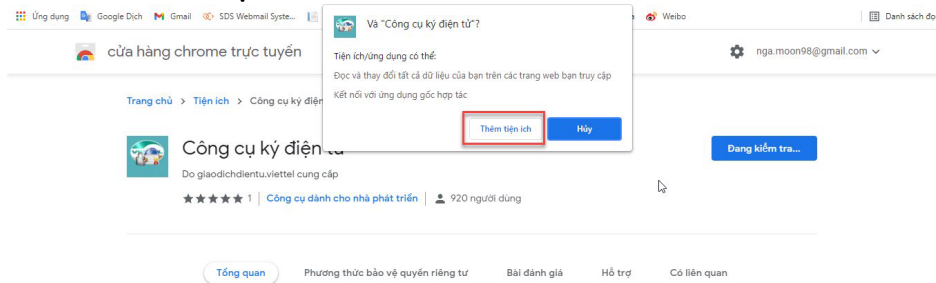 Ứng dụng Google Dịch Gmail SDS Webmail Syste... Weibo Danh sách đọ
Và "Công cụ ký điện tử"?
cửa hàng chrome trực tuyến nga.moon98@gmail.com
Tiện ích/ứng dụng có thể:
Đọc và thay đổi tất cả dữ liệu của bạn trên các trang web bạn truy cập
Kết nối với ứng dụng gốc hợp tác
Trang chủ > Tiện ích > Công cụ ký điện
Thêm tiện ích Hủy
Công cụ ký điện tử Đang kiểm tra...
Do giaodichdientu.viettel cung cấp
1 Công cụ dành cho nhà phát triển 920 người dùng
Tổng quan Phương thức bảo vệ quyền riêng tư Bài đánh giá Hỗ trợ Có liên quan